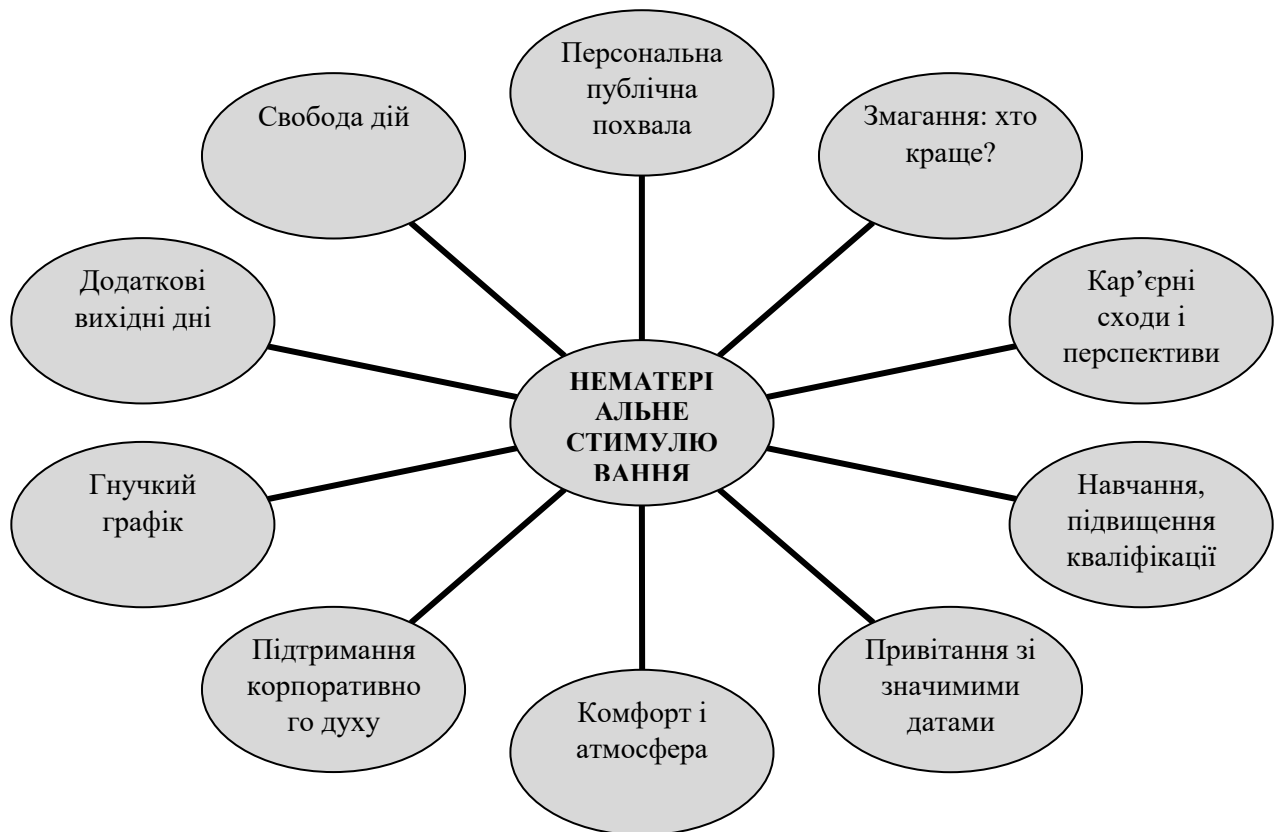 Персональна
публічна
похвала
Змагання: хто
краще?
Кар’єрні
сходи і
перспективи
Навчання,
підвищення
кваліфікації
Привітання зі
значимими
датами
Комфорт і
атмосфера
Підтримання
корпоративно
го духу
Гнучкий
графік
Додаткові
вихідні дні
Свобода дій
НЕМАТЕРІ
АЛЬНЕ
СТИМУЛЮ
ВАННЯ